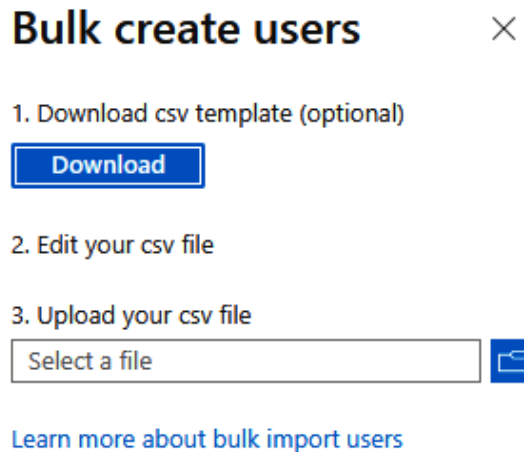 Bulk create users
1. Download csv template (optional)
Download
2. Edit your csv file
3. Upload your csv file
Select a file
Learn more about bulk import users